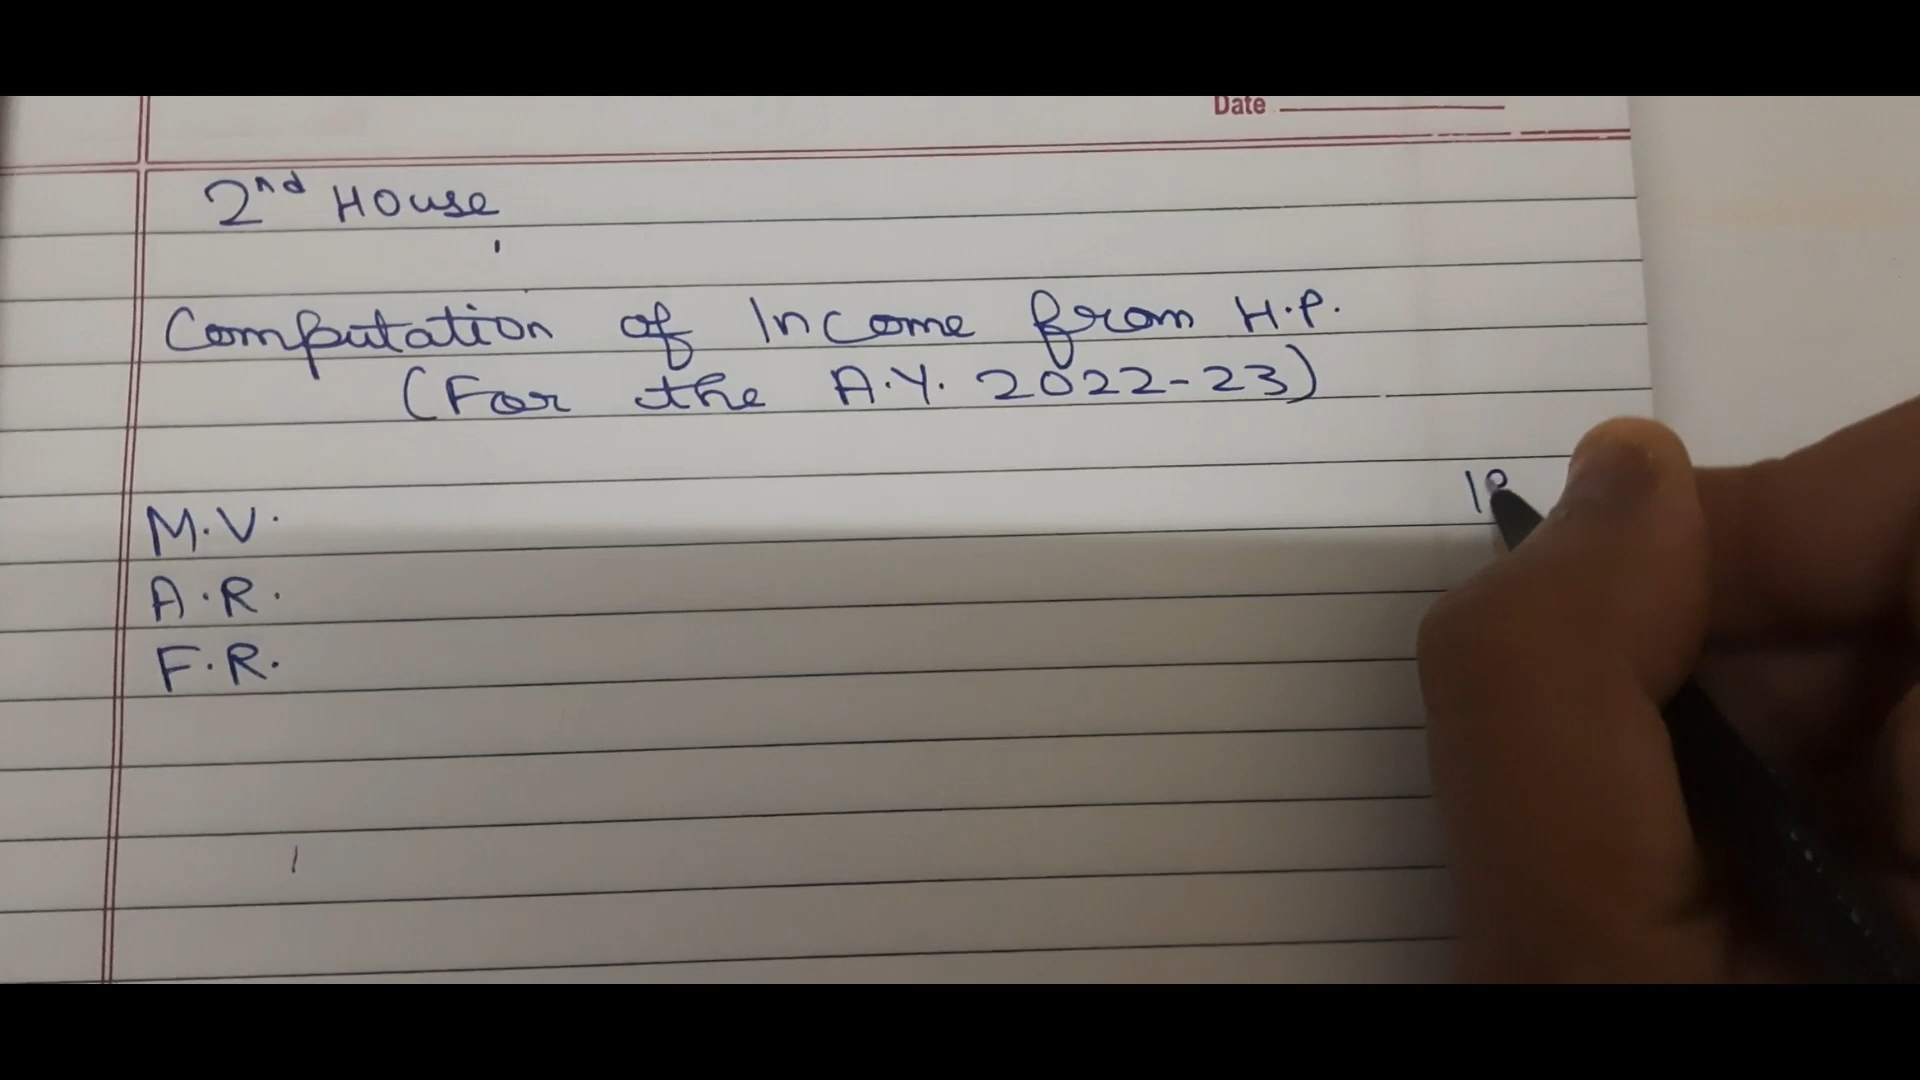 Date
2nd House
Computation of Income from H.P.
(For the A.Y. 2022-23)
M.V.
A.R.
F.R.